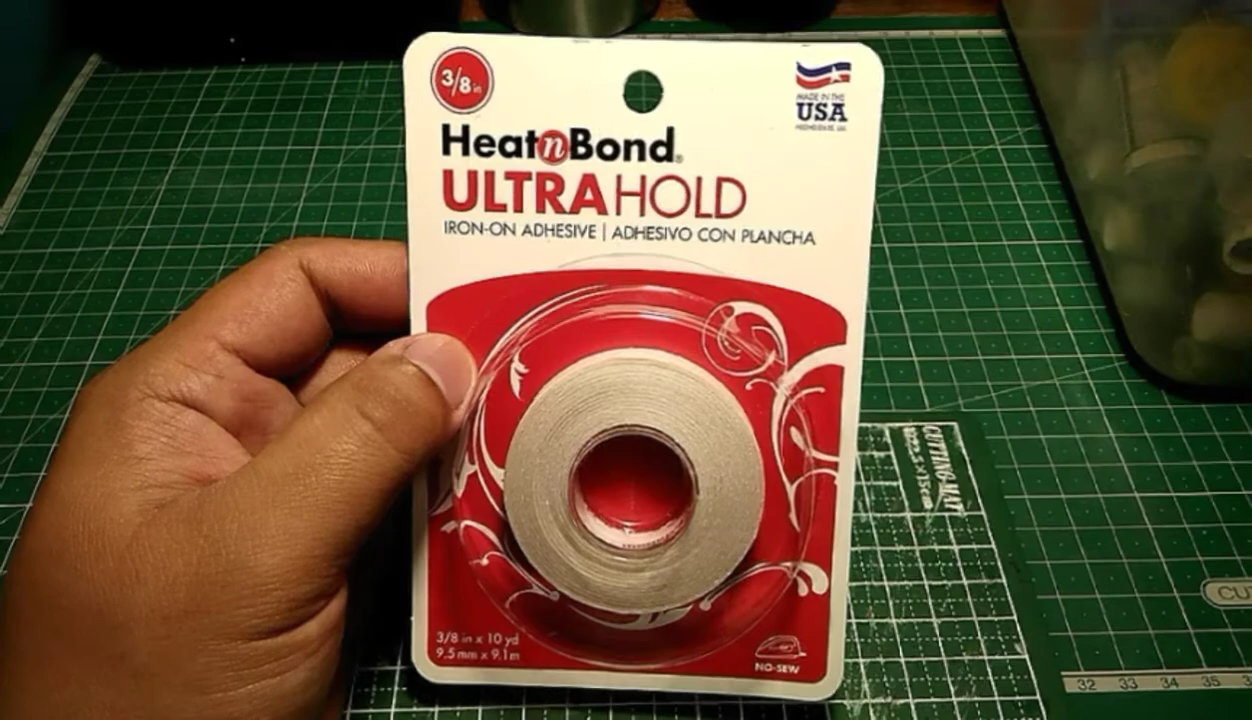 3/8 in
MADE IN THE
USA
HeatnBond®
ULTRAHOLD
IRON-ON ADHESIVE | ADHESIVO CON PLANCHA
3/8 in x 10 yd
9.5 mm x 9.1 m
NO-SEW
CUTTING MAT
32 33 34 35